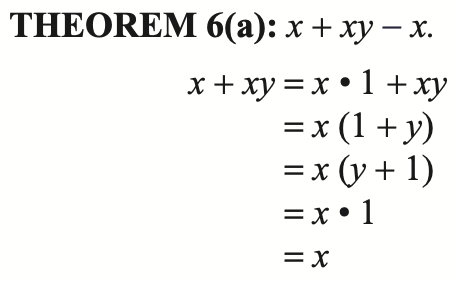 THEOREM 6(a): x + xy – x.
x + xy = x • 1 + xy
= x (1 + y)
= x (y + 1)
= x • 1
= x